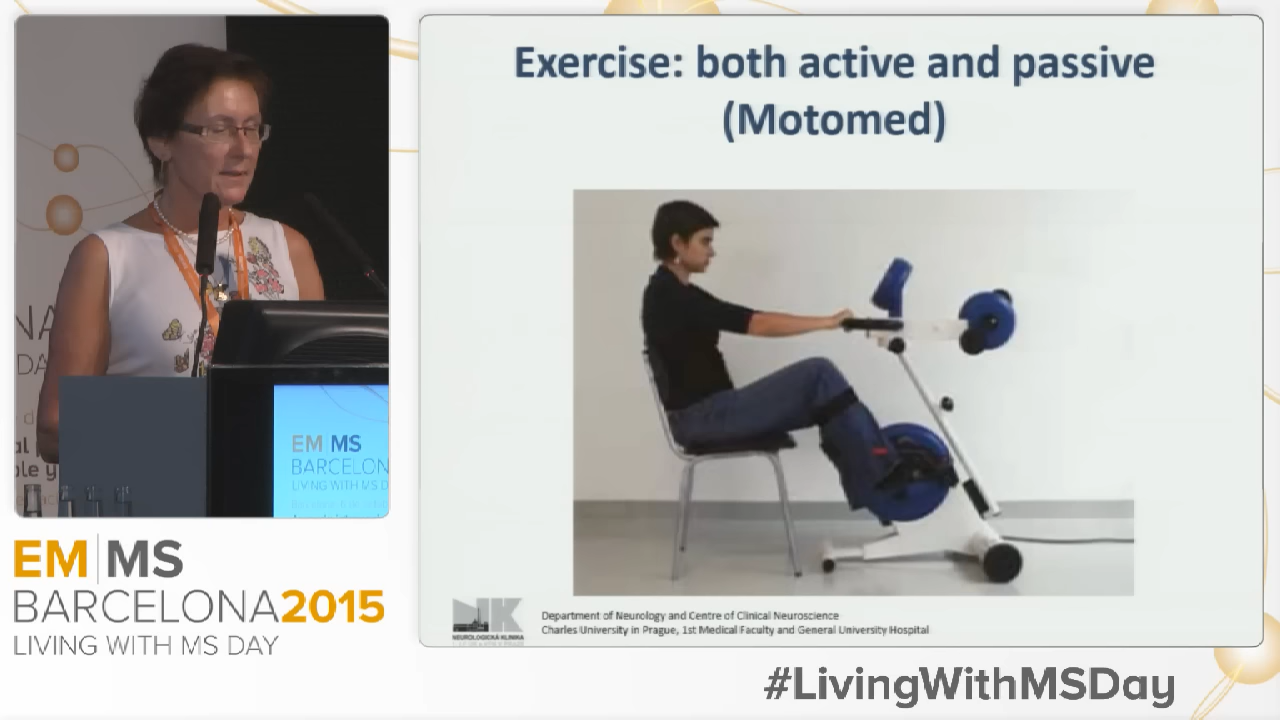 Exercise: both active and passive
(Motomed)
EM MS
BARCELON
LIVING WITH MS D
NEUROLOGICKÁ KLINIKA
Department of Neurology and Centre of Clinical Neuroscience
Charles University in Prague, 1st Medical Faculty and General University Hospital
EM|MS
BARCELONA2015
LIVING WITH MS DAY
#LivingWithMSDay